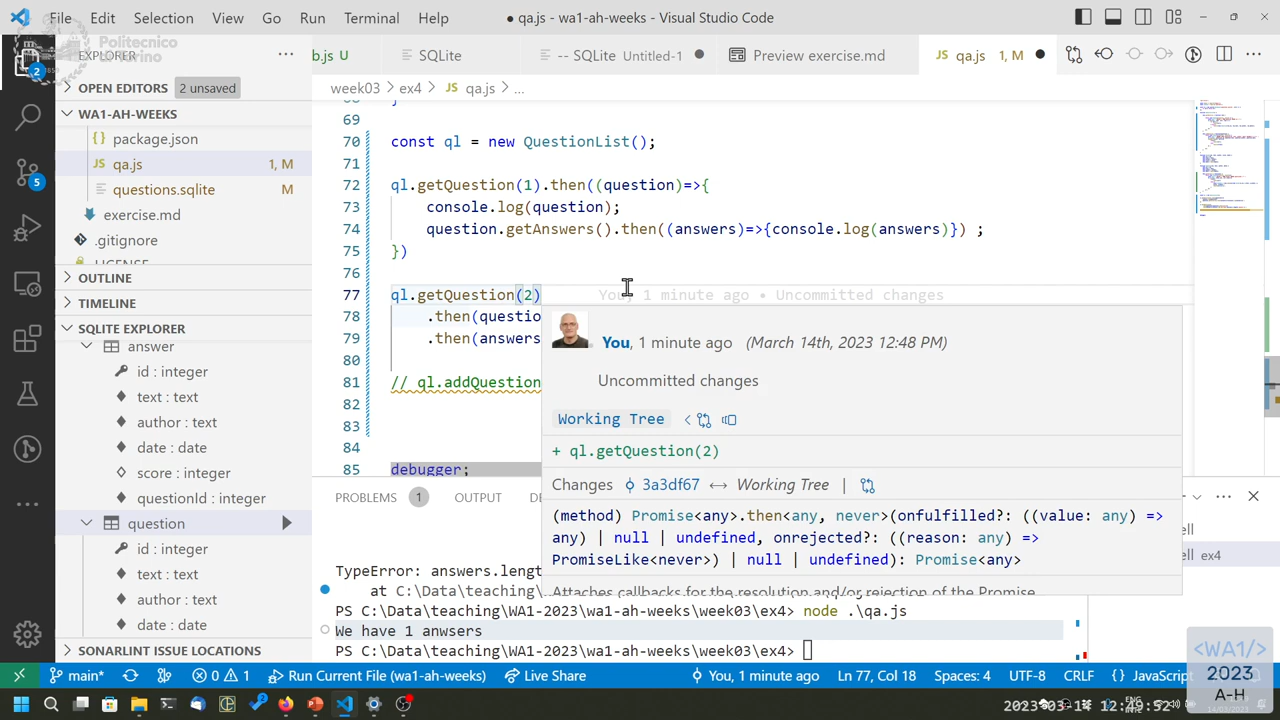 File Edit Selection View Go Run Terminal Help
● qa.js - wa1-ah-weeks - Visual Studio Code
Politecnico
di Torino
EXPLORER
b.js U
SQLite
-- SQLite Untitled-1
Preview exercise.md
JS qa.js 1, M
2
OPEN EDITORS 2 unsaved
week03 > ex4 > JS qa.js > ...
WA1-AH-WEEKS
{} package.json
JS qa.js 1, M
questions.sqlite M
exercise.md
.gitignore
LICENSE
5
OUTLINE
TIMELINE
SQLITE EXPLORER
answer
id : integer
text : text
author : text
date : date
score : integer
questionId : integer
question
id : integer
text : text
author : text
date : date
SONARLINT ISSUE LOCATIONS
68 }
69
70 const ql = new QuestionList();
71
72 ql.getQuestion(1).then((question)=>{
73 console.log(question);
74 question.getAnswers().then((answers)=>{console.log(answers)}) ;
75 })
76
77 ql.getQuestion(2) You, 1 minute ago • Uncommitted changes
78 .then(questio
79 .then(answers
80
81 // ql.addQuestion
82
83
84
85 debugger;
You, 1 minute ago (March 14th, 2023 12:48 PM)
Uncommitted changes
Working Tree
+ ql.getQuestion(2)
Changes 3a3df67 ↔ Working Tree |
(method) Promise<any>.then<any, never>(onfulfilled?: ((value: any) =>
any) | null | undefined, onrejected?: ((reason: any) =>
PromiseLike<never>) | null | undefined): Promise<any>
Attaches callbacks for the resolution and/or rejection of the Promise.
PROBLEMS 1 OUTPUT DE
ell
ell ex4
TypeError: answers.lengt
at C:\Data\teaching
PS C:\Data\teaching\WA1-2023\wa1-ah-weeks\week03\ex4> node .\qa.js
We have 1 anwsers
PS C:\Data\teaching\WA1-2023\wa1-ah-weeks\week03\ex4>
main* 0 1 Run Current File (wa1-ah-weeks) Live Share You, 1 minute ago Ln 77, Col 18 Spaces: 4 UTF-8 CRLF {} JavaScript
<WA1/>
2023
A-H